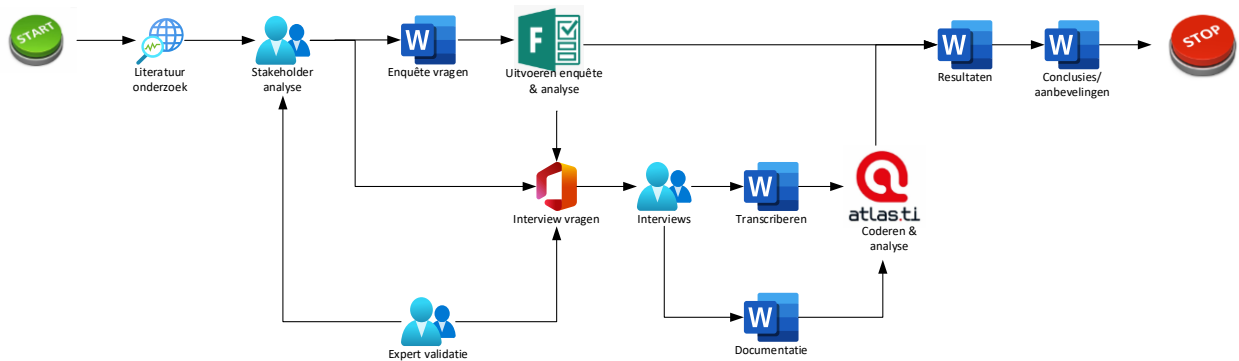 START
STOP
Literatuur
onderzoek
Stakeholder
analyse
W
Enquête vragen
F
Uitvoeren enquête
& analyse
W
Resultaten
W
Conclusies/
aanbevelingen
Interview vragen
Interviews
W
Transcriberen
atlas.ti
Coderen &
analyse
Expert validatie
W
Documentatie